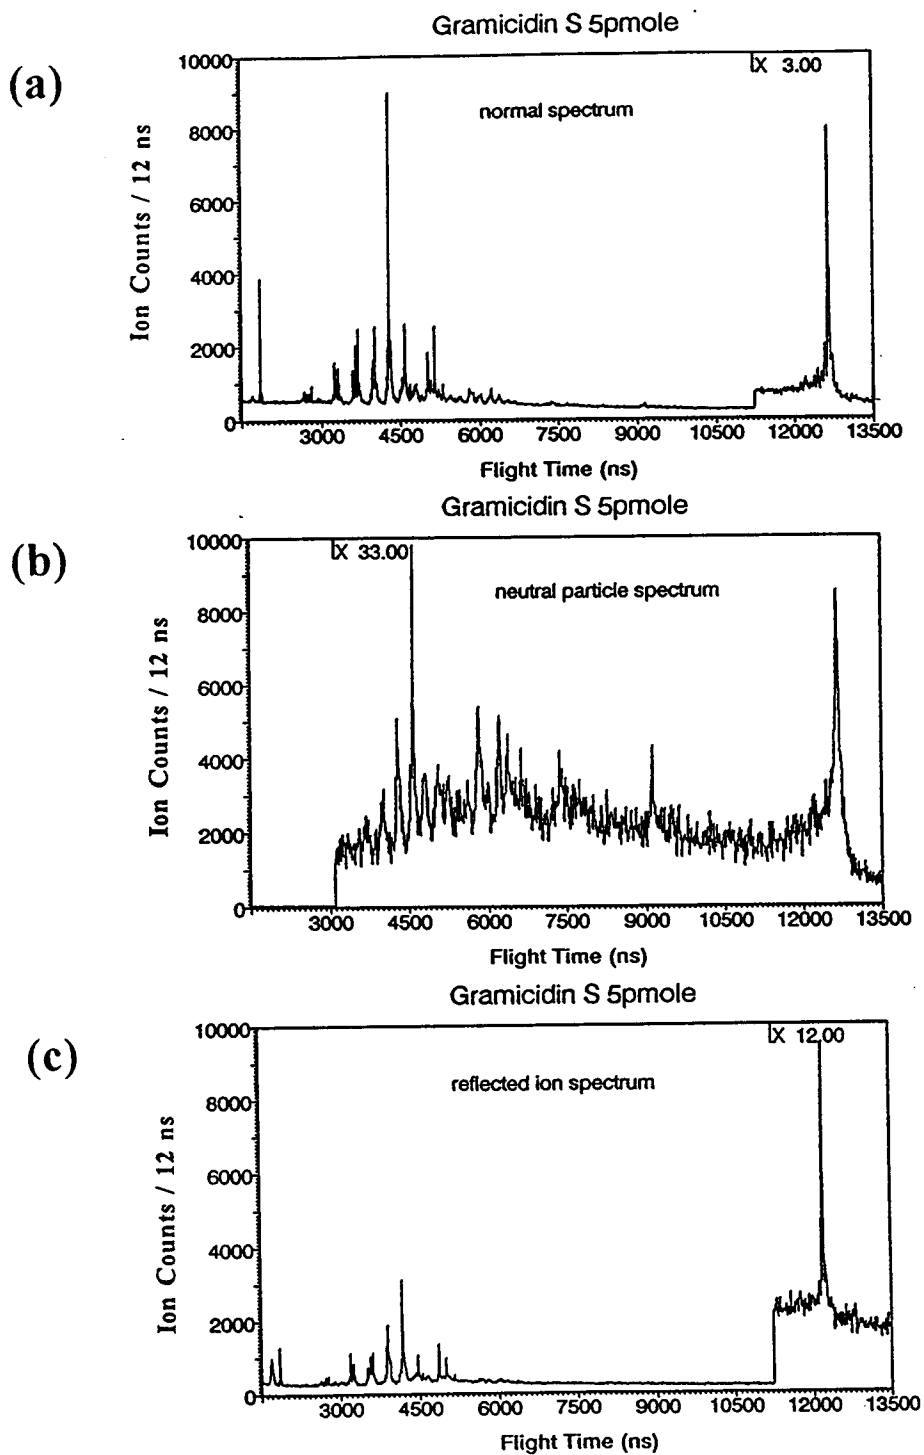 Gramicidin S 5pmole
(a)
10000
8000
6000
4000
2000
0
Ion Counts / 12 ns
normal spectrum
X 3.00
3000 4500 6000 7500 9000 10500 12000 13500
Flight Time (ns)
Gramicidin S 5pmole
(b)
10000
8000
6000
4000
2000
0
Ion Counts / 12 ns
X 33.00
neutral particle spectrum
3000 4500 6000 7500 9000 10500 12000 13500
Flight Time (ns)
Gramicidin S 5pmole
(c)
10000
8000
6000
4000
2000
0
Ion Counts / 12 ns
reflected ion spectrum
X 12.00
3000 4500 6000 7500 9000 10500 12000 13500
Flight Time (ns)